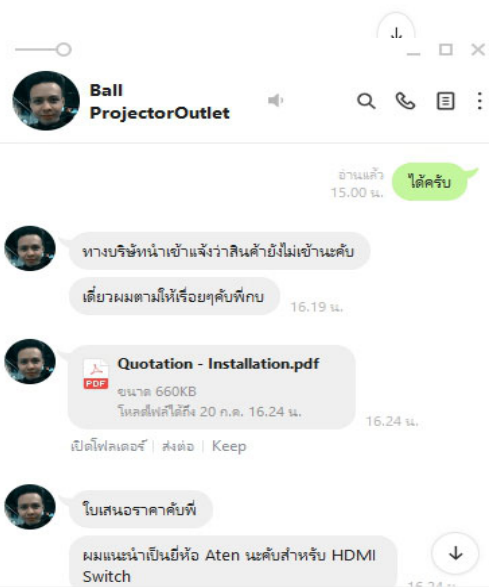 Ball
ProjectorOutlet
อ่านแล้ว
15.00 น.
ได้ครับ
ทางบริษัทนำเข้าแจ้งว่าสินค้ายังไม่เข้านะคับ
เดี่ยวผมตามให้เรื่อยๆคับพี่กบ
16.19 น.
Quotation - Installation.pdf
PDF
ขนาด 660KB
โหลดไฟล์ได้ถึง 20 ก.ค. 16.24 น.
16.24 น.
เปิดโฟลเดอร์ | ส่งต่อ | Keep
ใบเสนอราคาคับพี่
ผมแนะนำเป็นยี่ห้อ Aten นะคับสำหรับ HDMI
Switch
16.24 น.